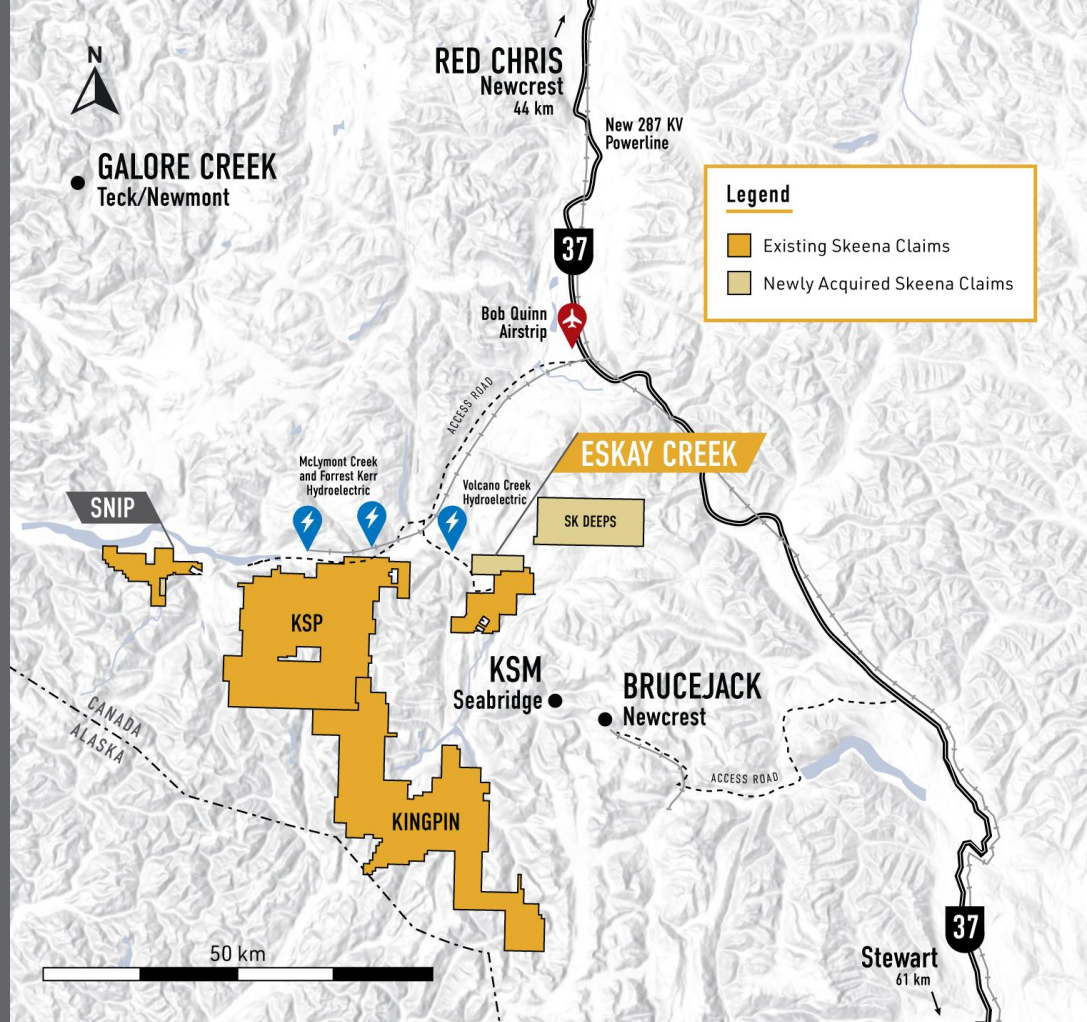 N
RED CHRIS
Newcrest
44 km
New 287 KV
Powerline
GALORE CREEK
Teck/Newmont
Legend
Existing Skeena Claims
Newly Acquired Skeena Claims
37
Bob Quinn
Airstrip
ACCESS ROAD
ESKAY CREEK
McLymont Creek
and Forrest Kerr
Hydroelectric
Volcano Creek
Hydroelectric
SNIP
SK DEEPS
KSP
KSM
Seabridge
BRUCEJACK
Newcrest
CANADA
ALASKA
ACCESS ROAD
KINGPIN
37
50 km
Stewart
61 km